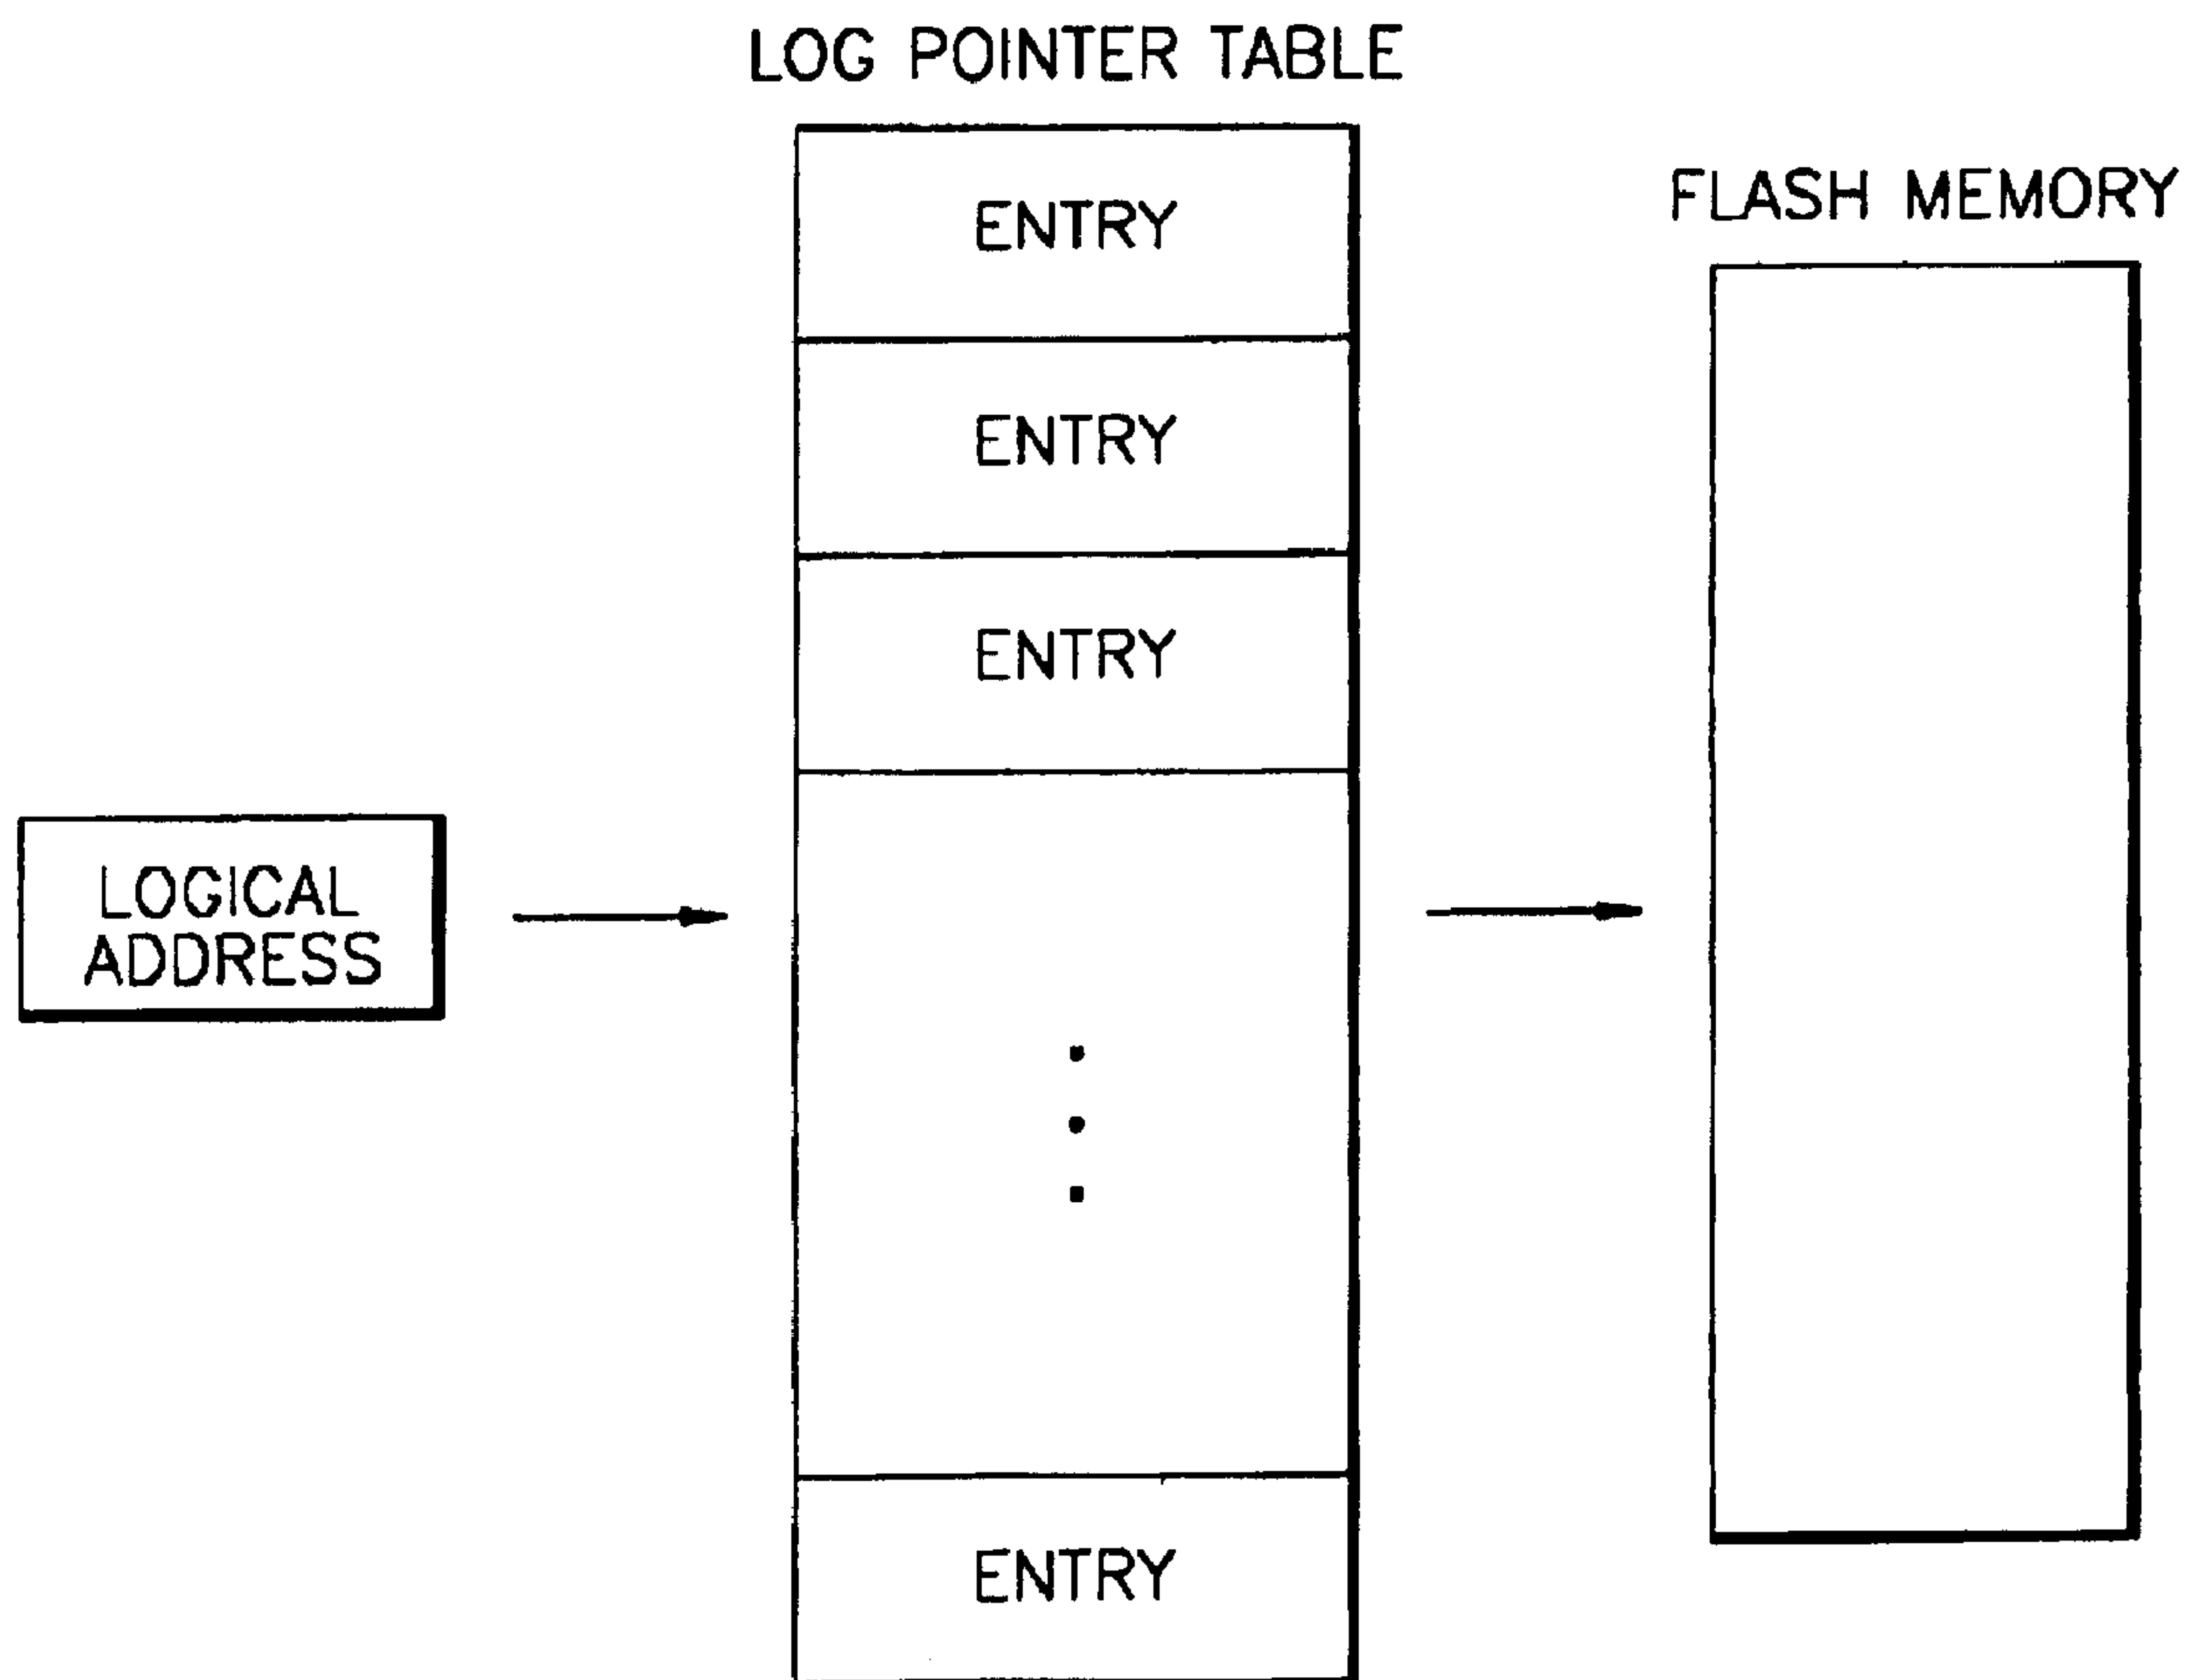 LOG POINTER TABLE
FLASH MEMORY
ENTRY
ENTRY
ENTRY
LOGICAL
ADDRESS
ENTRY